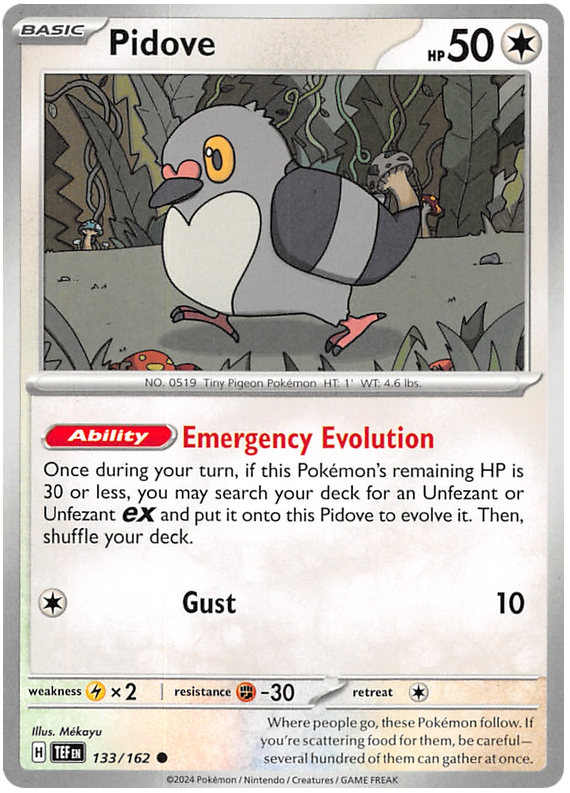 BASIC
Pidove
HP 50
NO. 0519 Tiny Pigeon Pokémon HT: 1' WT: 4.6 lbs.
Ability Emergency Evolution
Once during your turn, if this Pokémon's remaining HP is
30 or less, you may search your deck for an Unfezant or
Unfezant ex and put it onto this Pidove to evolve it. Then,
shuffle your deck.
Gust 10
weakness ×2 resistance -30 retreat
Illus. Mékayu
H TEF EN 133/162
Where people go, these Pokémon follow. If
you're scattering food for them, be careful—
several hundred of them can gather at once.
©2024 Pokémon / Nintendo / Creatures / GAME FREAK